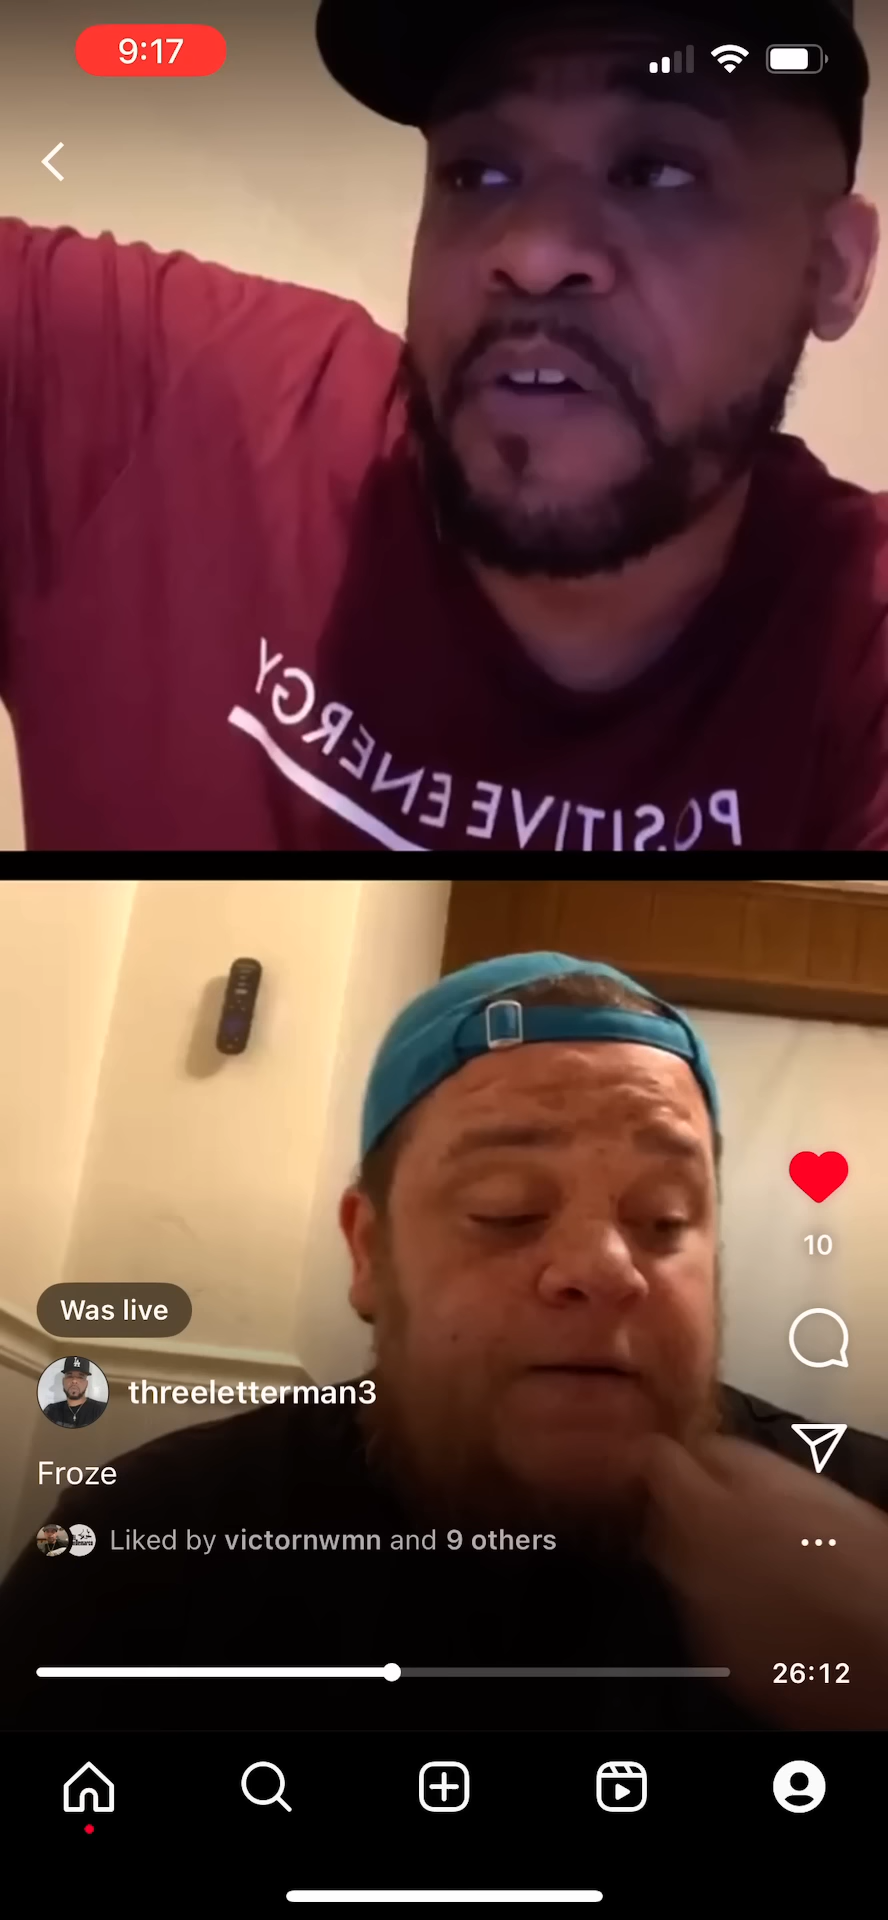 9:17
POSITIVE ENERGY
Was live
threeletterman3
Froze
Liked by victornwmn and 9 others
10
26:12